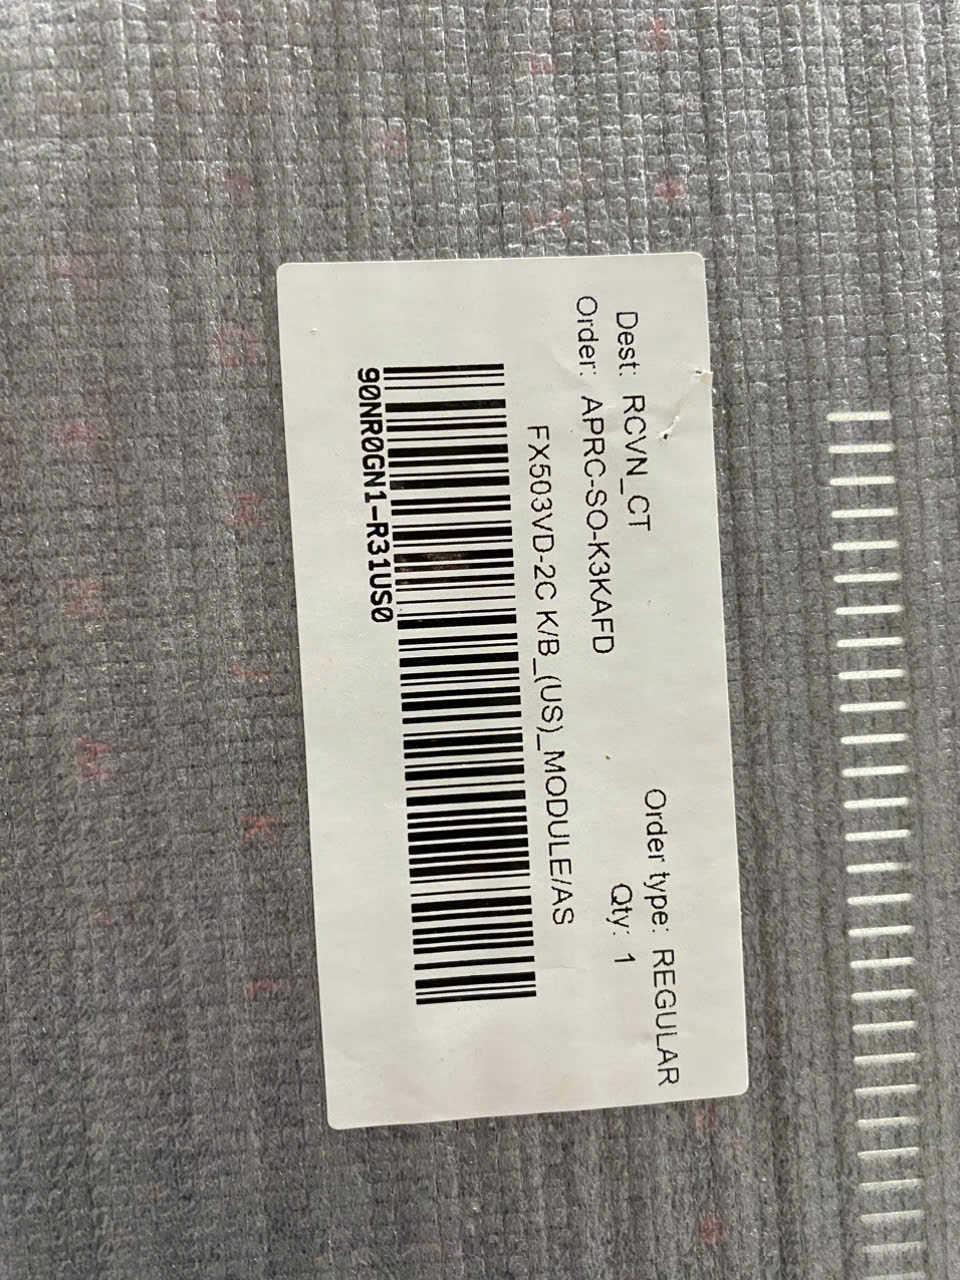 Dest: RCVN_CT
Order type: REGULAR
Order: APRC-SO-K3KAFD
Qty: 1
FX503VD-2C K/B_(US)_MODULE/AS
90NR0GN1-R31US0